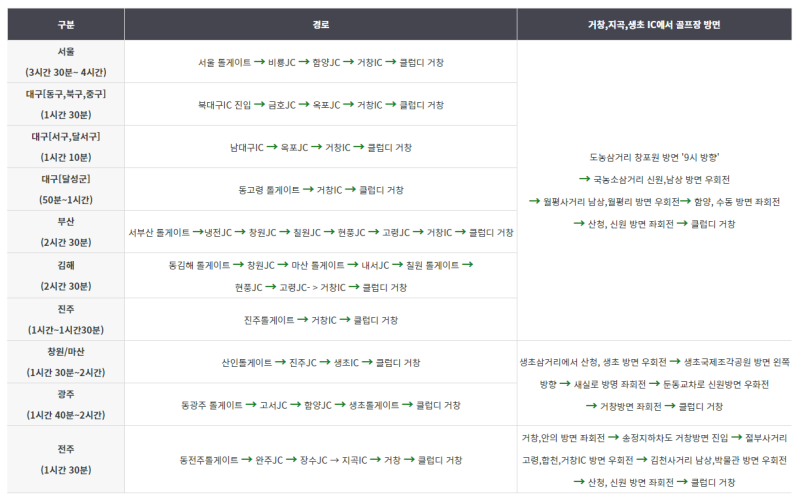 구분 경로 거창,지곡,생초 IC에서 골프장 방면
서울
(3시간 30분~ 4시간)
서울 톨게이트 → 비룡JC → 함양JC → 거창IC → 클럽디 거창
대구[동구,북구,중구]
(1시간 30분)
북대구IC 진입 → 금호JC → 옥포JC → 거창IC → 클럽디 거창
대구[서구,달서구]
(1시간 10분)
남대구IC → 옥포JC → 거창IC → 클럽디 거창
대구[달성군]
(50분~1시간)
동고령 톨게이트 → 거창IC → 클럽디 거창
부산
(2시간 30분)
서부산 톨게이트 →냉전JC → 창원JC → 칠원JC → 현풍JC → 고령JC → 거창IC → 클럽디 거창
김해
(2시간 30분)
동김해 톨게이트 → 창원JC → 마산 톨게이트 → 내서JC → 칠원 톨게이트 →
현풍JC → 고령JC- > 거창IC → 클럽디 거창
진주
(1시간~1시간30분)
진주톨게이트 → 거창IC → 클럽디 거창
도농삼거리 창포원 방면 '9시 방향'
→ 국농소삼거리 신원,남상 방면 우회전
→ 월평사거리 남상,월평리 방면 우회전→ 함양, 수동 방면 좌회전
→ 산청, 신원 방면 좌회전 → 클럽디 거창
창원/마산
(1시간 30분~2시간)
산인톨게이트 → 진주JC → 생초IC → 클럽디 거창
광주
(1시간 40분~2시간)
동광주 톨게이트 → 고서JC → 함양JC → 생초톨게이트 → 클럽디 거창
생초삼거리에서 산청, 생초 방면 우회전 → 생초국제조각공원 방면 왼쪽
방향 → 새실로 방명 좌회전 → 둔동교차로 신원방면 우화전
→ 거창방면 좌회전 → 클럽디 거창
전주
(1시간 30분)
동전주톨게이트 → 완주JC → 장수JC → 지곡IC → 거창 → 클럽디 거창
거창,안의 방면 좌회전 → 송정지하차도 거창방면 진입 → 절부사거리
고령,합천,거창IC 방면 우회전 → 김천사거리 남상,박물관 방면 우회전
→ 산청, 신원 방면 좌회전 → 클럽디 거창